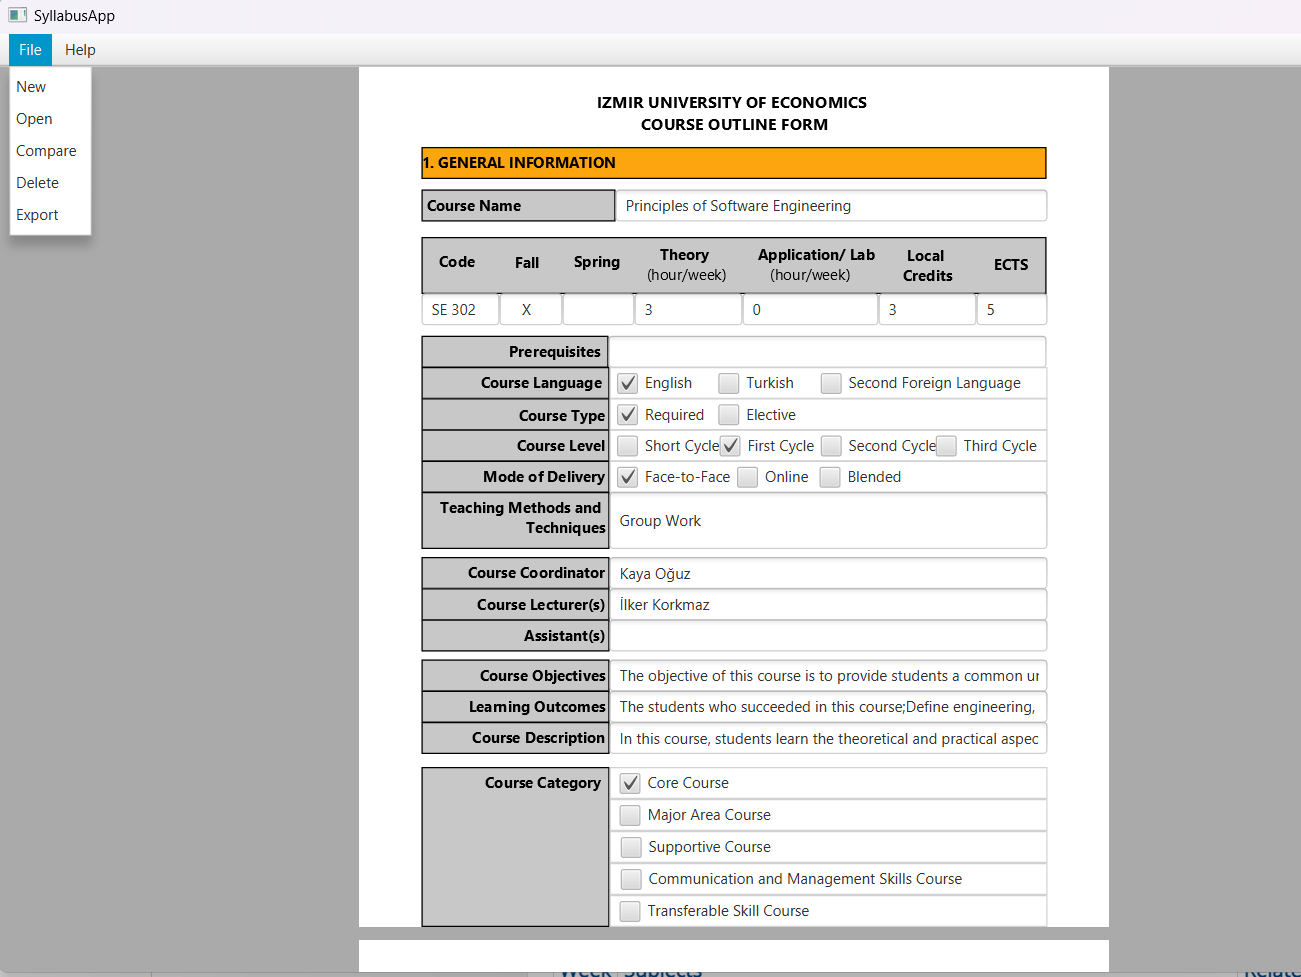 SyllabusApp
File Help
New
Open
Compare
Delete
Export
IZMIR UNIVERSITY OF ECONOMICS
COURSE OUTLINE FORM
1. GENERAL INFORMATION
Course Name Principles of Software Engineering
Code Fall Spring Theory (hour/week) Application/ Lab (hour/week) Local Credits ECTS
SE 302 X 3 0 3 5
Prerequisites
Course Language English Turkish Second Foreign Language
Course Type Required Elective
Course Level Short Cycle First Cycle Second Cycle Third Cycle
Mode of Delivery Face-to-Face Online Blended
Teaching Methods and
Techniques
Group Work
Course Coordinator Kaya Oğuz
Course Lecturer(s) İlker Korkmaz
Assistant(s)
Course Objectives The objective of this course is to provide students a common
Learning Outcomes The students who succeeded in this course;Define engineering,
Course Description In this course, students learn the theoretical and practical aspec
Course Category Core Course
Major Area Course
Supportive Course
Communication and Management Skills Course
Transferable Skill Course
Week Subjects